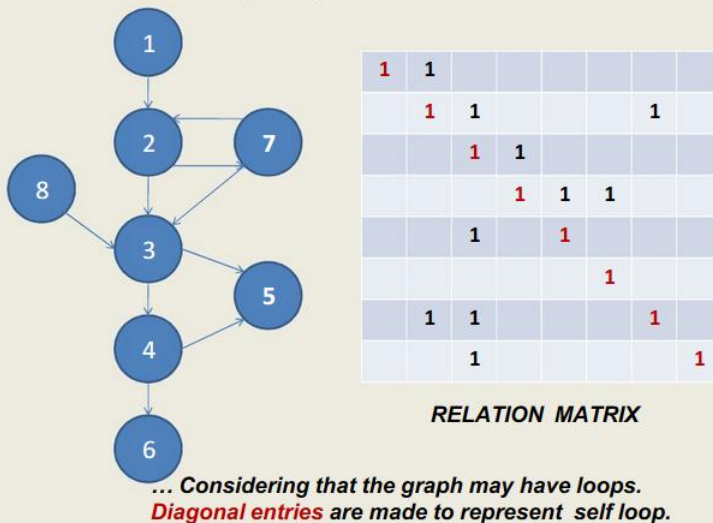 1
2
7
8
3
5
4
6
1 1
1 1 1
1 1
1 1 1
1 1
1
1 1 1
1 1
RELATION MATRIX
... Considering that the graph may have loops.
Diagonal entries are made to represent self loop.